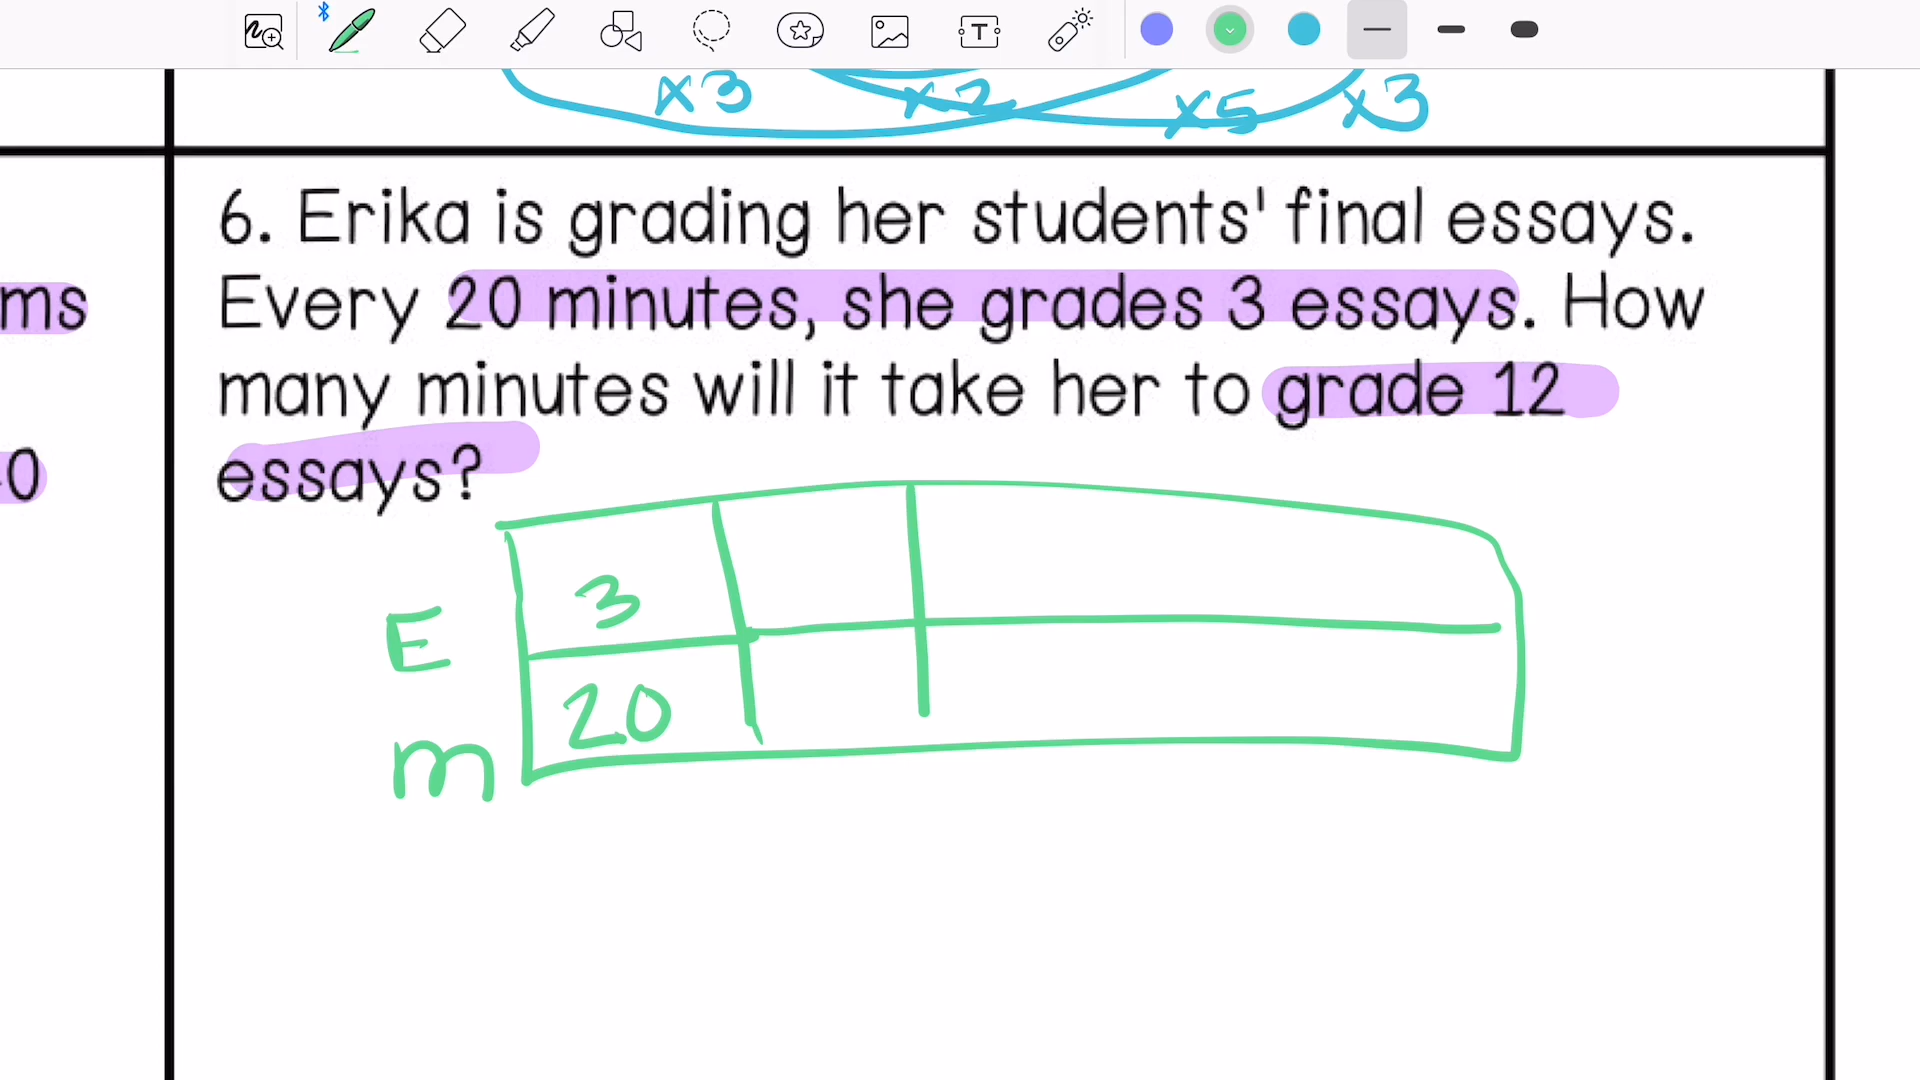 x3 x2 x5 x3
6. Erika is grading her students' final essays.
Every 20 minutes, she grades 3 essays. How
many minutes will it take her to grade 12
essays?
ms
0
E 3
m 20